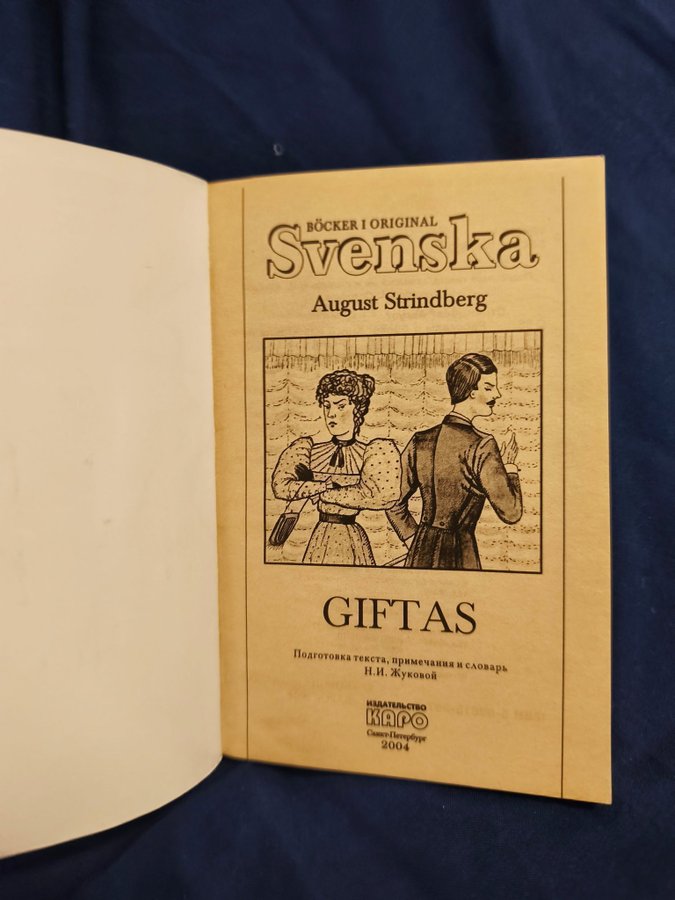 BÖCKER I ORIGINAL
Svenska
August Strindberg
GIFTAS
Подготовка текста, примечания и словарь
Н.И. Жуковой
ИЗДАТЕЛЬСТВО
КАРО
Санкт-Петербург
2004